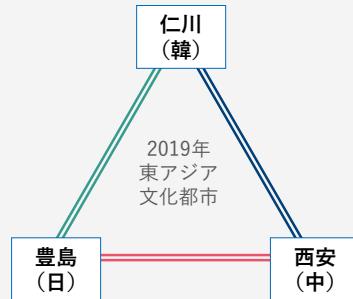 仁川
（韓）
2019年
東アジア
文化都市
豊島
（日）
西安
（中）